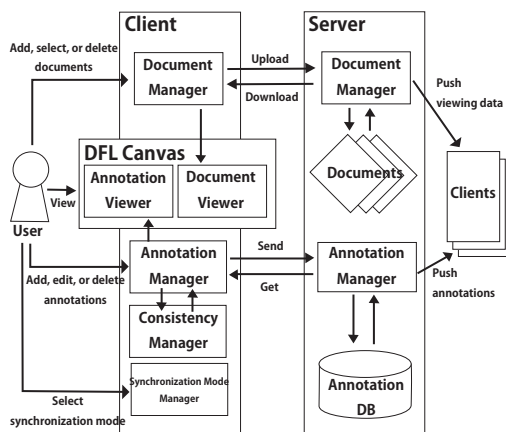 Client
Server
Add, select, or delete
documents
Document
Manager
Upload
Download
Document
Manager
Push
viewing data
DFL Canvas
Annotation
Viewer
Document
Viewer
Documents
Clients
View
User
Annotation
Manager
Send
Get
Annotation
Manager
Push
annotations
Add, edit, or delete
annotations
Consistency
Manager
Synchronization Mode
Manager
Annotation
DB
Select
synchronization mode